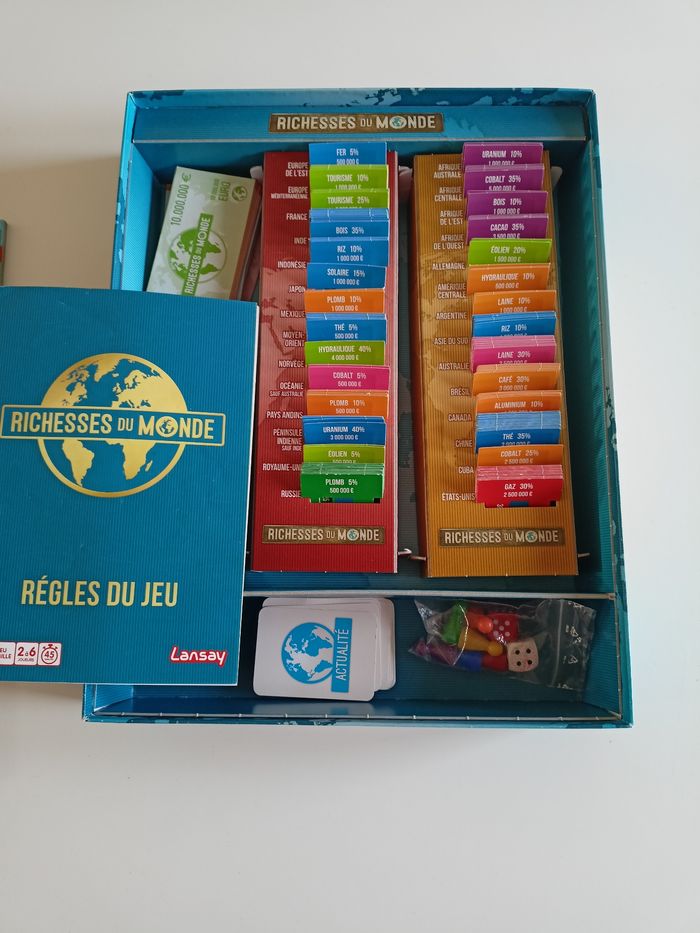 RICHESSES DU MONDE
10.000.000 €
RICHESSES DU MONDE
EUROPE
DE L'EST
EUROPE
MÉDITERRANÉENNE
FRANCE
INDE
INDONÉSIE
JAPON
MEXIQUE
MOYEN-
ORIENT
NORVÈGE
OCÉANIE
SAUF AUSTRALIE
PAYS ANDINS
PÉNINSULE
INDIENNE
SAUF INDE
ROYAUME-UNI
RUSSIE
FER 5%
500 000 €
TOURISME 10%
1 000 000 €
TOURISME 25%
BOIS 35%
RIZ 10%
1 000 000 €
SOLAIRE 15%
1 000 000 €
PLOMB 10%
1 000 000 €
THÉ 5%
500 000 €
HYDRAULIQUE 40%
4 000 000 €
COBALT 5%
500 000 €
PLOMB 10%
500 000 €
URANIUM 40%
3 000 000 €
ÉOLIEN 5%
500 000 €
PLOMB 5%
500 000 €
RICHESSES DU MONDE
AFRIQUE
AUSTRALE
AFRIQUE
CENTRALE
AFRIQUE
DE L'EST
AFRIQUE
DE L'OUEST
ALLEMAGNE
AMÉRIQUE
CENTRALE
ARGENTINE
ASIE DU SUD
AUSTRALIE
BRÉSIL
CANADA
CHINE
CUBA
ÉTATS-UNIS
URANIUM 10%
1 000 000 €
COBALT 35%
5 000 000 €
BOIS 10%
1 000 000 €
CACAO 35%
3 500 000 €
ÉOLIEN 20%
1 500 000 €
HYDRAULIQUE 10%
500 000 €
LAINE 10%
1 000 000 €
RIZ 10%
LAINE 30%
CAFÉ 30%
3 000 000 €
ALUMINIUM 10%
THÉ 35%
COBALT 25%
2 500 000 €
GAZ 30%
2 500 000 €
RICHESSES DU MONDE
RICHESSES DU MONDE
RÉGLES DU JEU
2 à 6
JOUEURS
45
Lansay
ACTUALITÉ